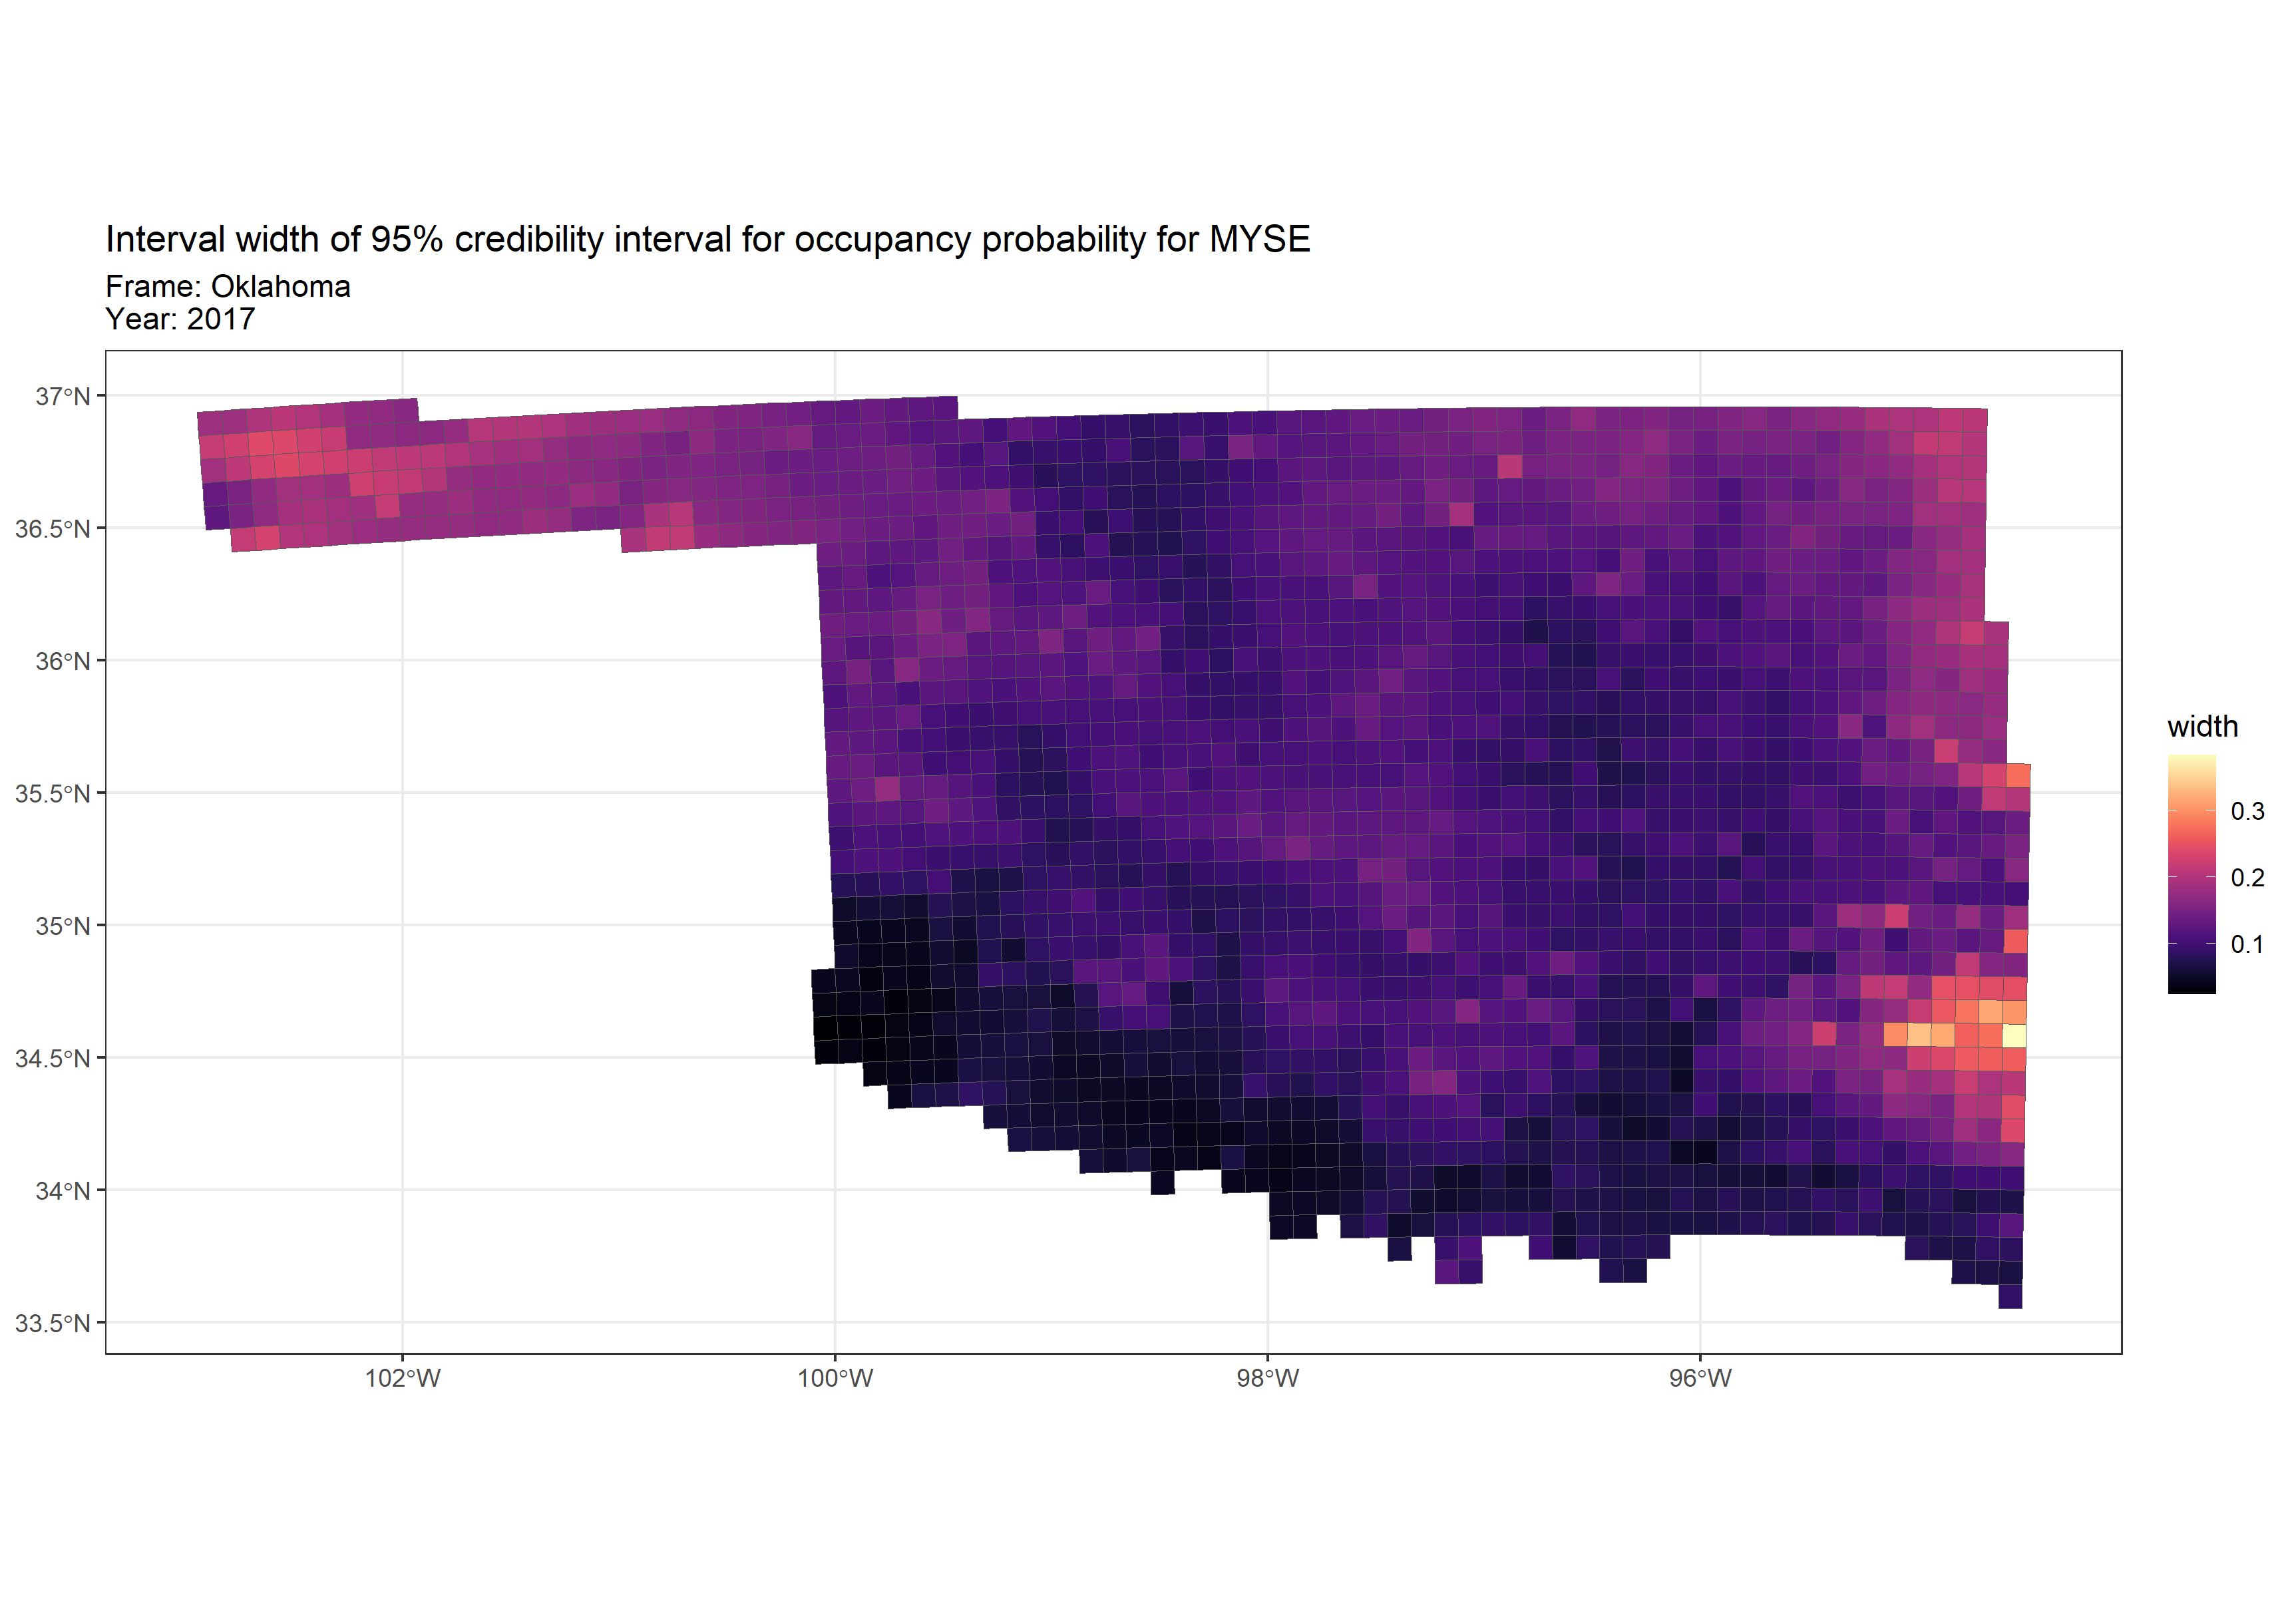 Interval width of 95% credibility interval for occupancy probability for MYSE
Frame: Oklahoma
Year: 2017
37°N
36.5°N
36°N
35.5°N
35°N
34.5°N
34°N
33.5°N
102°W
100°W
98°W
96°W
width
0.3
0.2
0.1